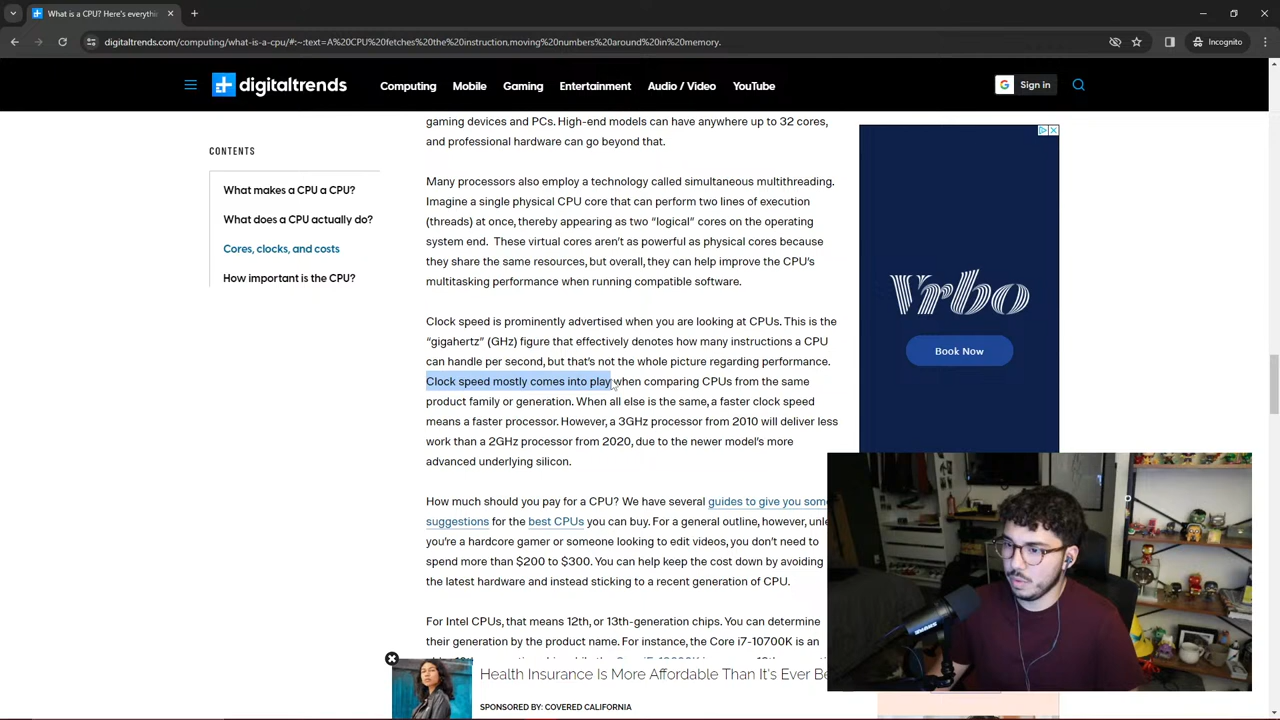 What is a CPU? Here's everythin
digitaltrends.com/computing/what-is-a-cpu/#:~:text=A%20CPU%20fetches%20the%20instruction,moving%20numbers%20around%20in%20memory.
Incognito
digitaltrends
Computing
Mobile
Gaming
Entertainment
Audio / Video
YouTube
G
Sign in
CONTENTS
What makes a CPU a CPU?
What does a CPU actually do?
Cores, clocks, and costs
How important is the CPU?
gaming devices and PCs. High-end models can have anywhere up to 32 cores,
and professional hardware can go beyond that.
Many processors also employ a technology called simultaneous multithreading.
Imagine a single physical CPU core that can perform two lines of execution
(threads) at once, thereby appearing as two “logical” cores on the operating
system end. These virtual cores aren’t as powerful as physical cores because
they share the same resources, but overall, they can help improve the CPU’s
multitasking performance when running compatible software.
Clock speed is prominently advertised when you are looking at CPUs. This is the
“gigahertz” (GHz) figure that effectively denotes how many instructions a CPU
can handle per second, but that’s not the whole picture regarding performance.
Clock speed mostly comes into play when comparing CPUs from the same
product family or generation. When all else is the same, a faster clock speed
means a faster processor. However, a 3GHz processor from 2010 will deliver less
work than a 2GHz processor from 2020, due to the newer model’s more
advanced underlying silicon.
How much should you pay for a CPU? We have several guides to give you som
suggestions for the best CPUs you can buy. For a general outline, however, unle
you’re a hardcore gamer or someone looking to edit videos, you don’t need to
spend more than $200 to $300. You can help keep the cost down by avoiding
the latest hardware and instead sticking to a recent generation of CPU.
For Intel CPUs, that means 12th, or 13th-generation chips. You can determine
their generation by the product name. For instance, the Core i7-10700K is an
Vrbo
Book Now
Health Insurance Is More Affordable Than It's Ever Be
SPONSORED BY: COVERED CALIFORNIA